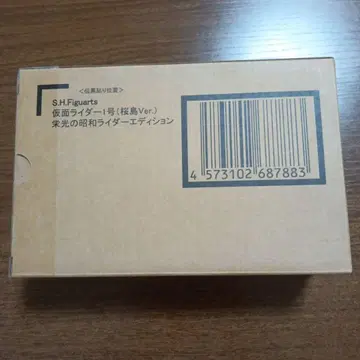 <伝票貼り位置>
S.H.Figuarts
仮面ライダー1号(桜島Ver.)
栄光の昭和ライダーエディション
4 573102 687883